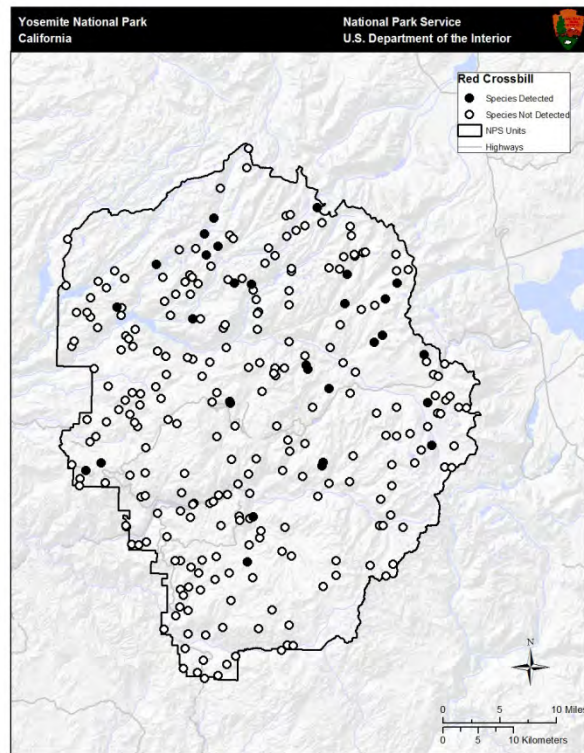 Yosemite National Park
California
National Park Service
U.S. Department of the Interior
Red Crossbill
Species Detected
Species Not Detected
NPS Units
Highways
N
0 5 10 Miles
0 5 10 Kilometers